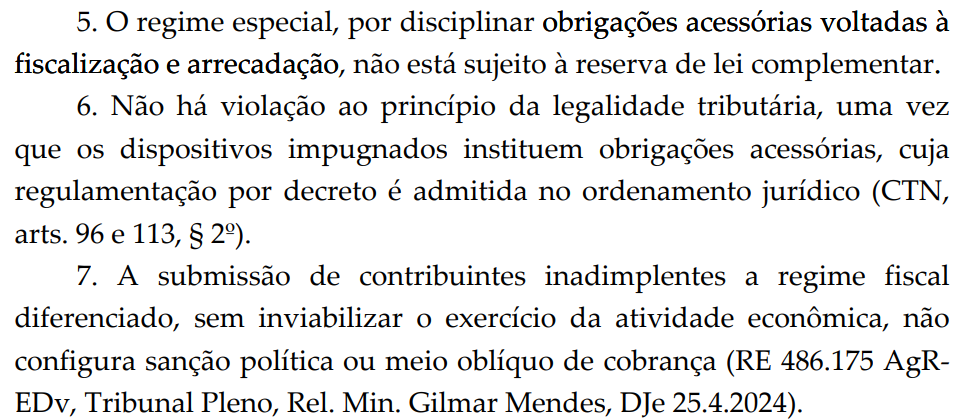 5. O regime especial, por disciplinar obrigações acessórias voltadas à
fiscalização e arrecadação, não está sujeito à reserva de lei complementar.
6. Não há violação ao princípio da legalidade tributária, uma vez
que os dispositivos impugnados instituem obrigações acessórias, cuja
regulamentação por decreto é admitida no ordenamento jurídico (CTN,
arts. 96 e 113, § 2º).
7. A submissão de contribuintes inadimplentes a regime fiscal
diferenciado, sem inviabilizar o exercício da atividade econômica, não
configura sanção política ou meio oblíquo de cobrança (RE 486.175 AgR-
EDv, Tribunal Pleno, Rel. Min. Gilmar Mendes, DJe 25.4.2024).